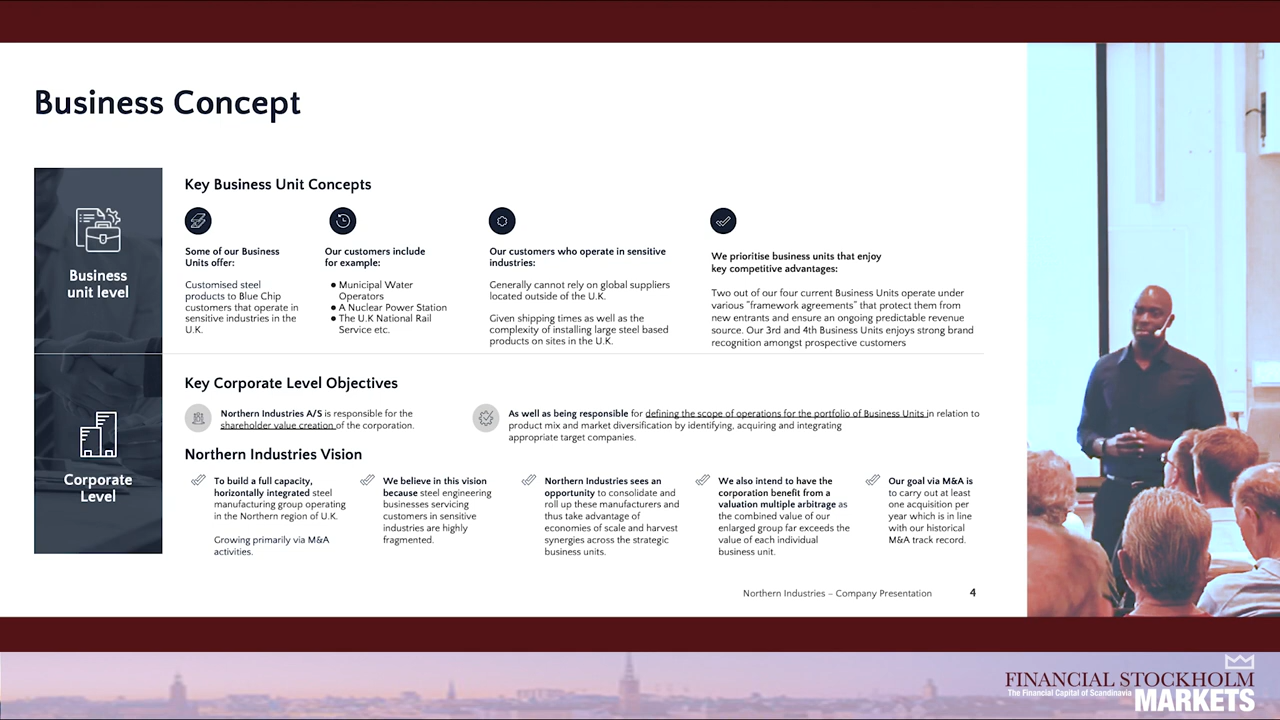 Business Concept
Business
unit level
Key Business Unit Concepts
Some of our Business
Units offer:
Customised steel
products to Blue Chip
customers that operate in
sensitive industries in the
U.K.
Our customers include
for example:
● Municipal Water
Operators
● A Nuclear Power Station
● The U.K National Rail
Service etc.
Our customers who operate in sensitive
industries:
Generally cannot rely on global suppliers
located outside of the U.K.
Given shipping times as well as the
complexity of installing large steel based
products on sites in the U.K.
We prioritise business units that enjoy
key competitive advantages:
Two out of our four current Business Units operate under
various "framework agreements" that protect them from
new entrants and ensure an ongoing predictable revenue
source. Our 3rd and 4th Business Units enjoys strong brand
recognition amongst prospective customers
Corporate
Level
Key Corporate Level Objectives
Northern Industries A/S is responsible for the
shareholder value creation of the corporation.
As well as being responsible for defining the scope of operations for the portfolio of Business Units in relation to
product mix and market diversification by identifying, acquiring and integrating
appropriate target companies.
Northern Industries Vision
To build a full capacity,
horizontally integrated steel
manufacturing group operating
in the Northern region of U.K.
Growing primarily via M&A
activities.
We believe in this vision
because steel engineering
businesses servicing
customers in sensitive
industries are highly
fragmented.
Northern Industries sees an
opportunity to consolidate and
roll up these manufacturers and
thus take advantage of
economies of scale and harvest
synergies across the strategic
business units.
We also intend to have the
corporation benefit from a
valuation multiple arbitrage as
the combined value of our
enlarged group far exceeds the
value of each individual
business unit.
Our goal via M&A is
to carry out at least
one acquisition per
year which is in line
with our historical
M&A track record.
Northern Industries – Company Presentation 4
FINANCIAL STOCKHOLM
The Financial Capital of Scandinavia MARKETS